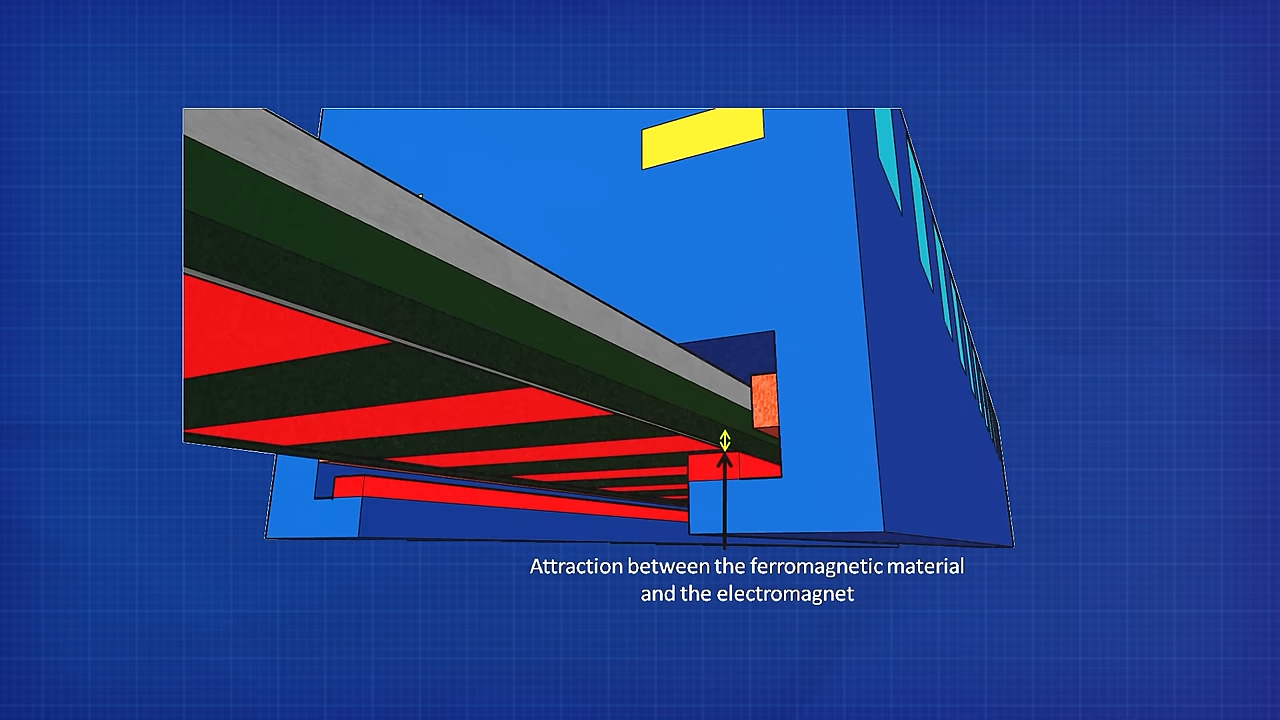 Attraction between the ferromagnetic material
and the electromagnet